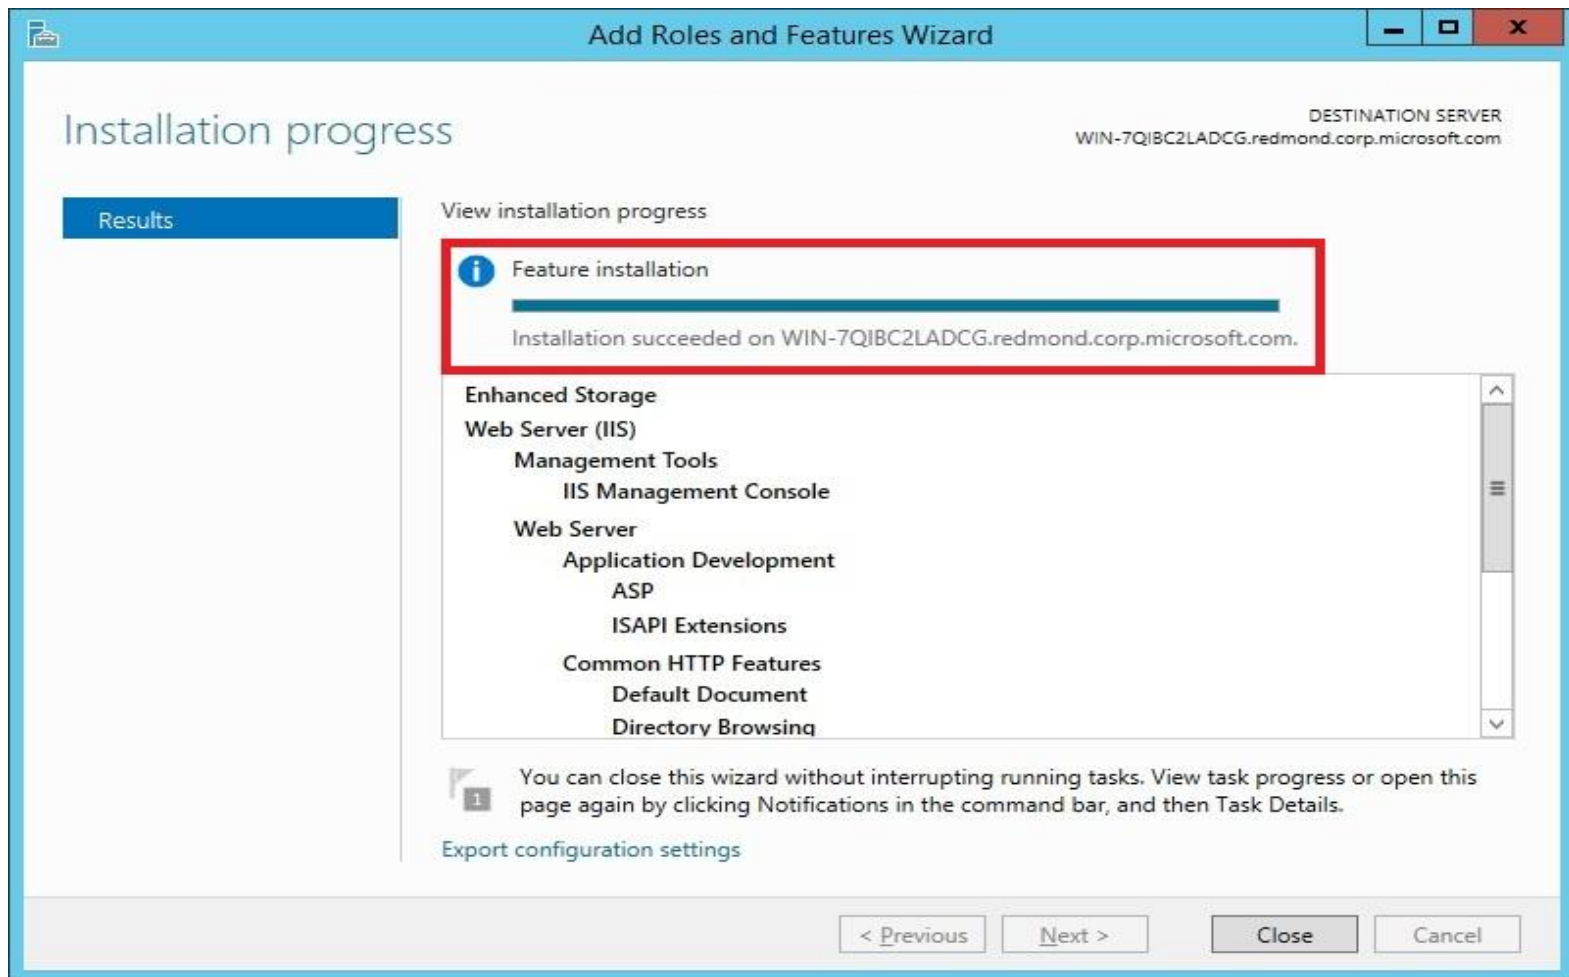 Add Roles and Features Wizard
Installation progress
DESTINATION SERVER
WIN-7QIBC2LADCG.redmond.corp.microsoft.com
Results
View installation progress
Feature installation
Installation succeeded on WIN-7QIBC2LADCG.redmond.corp.microsoft.com.
Enhanced Storage
Web Server (IIS)
Management Tools
IIS Management Console
Web Server
Application Development
ASP
ISAPI Extensions
Common HTTP Features
Default Document
Directory Browsing
1
You can close this wizard without interrupting running tasks. View task progress or open this
page again by clicking Notifications in the command bar, and then Task Details.
Export configuration settings
< Previous
Next >
Close
Cancel